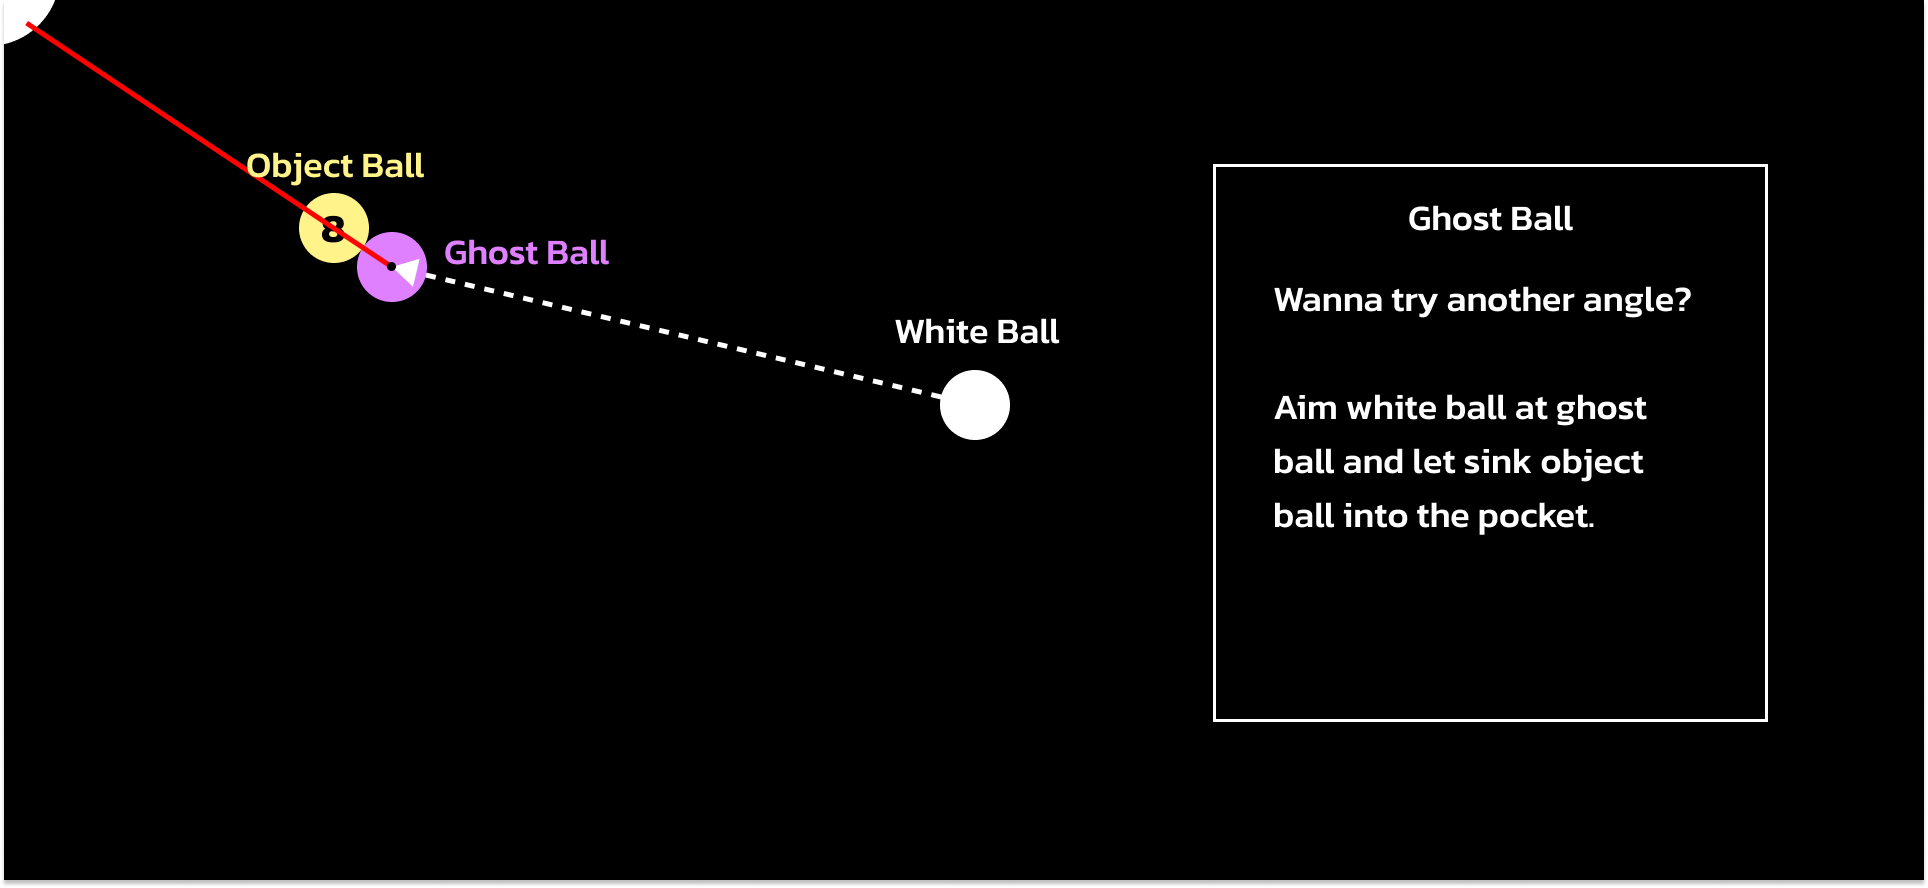 Object Ball
8
Ghost Ball
White Ball
Ghost Ball
Wanna try another angle?
Aim white ball at ghost
ball and let sink object
ball into the pocket.